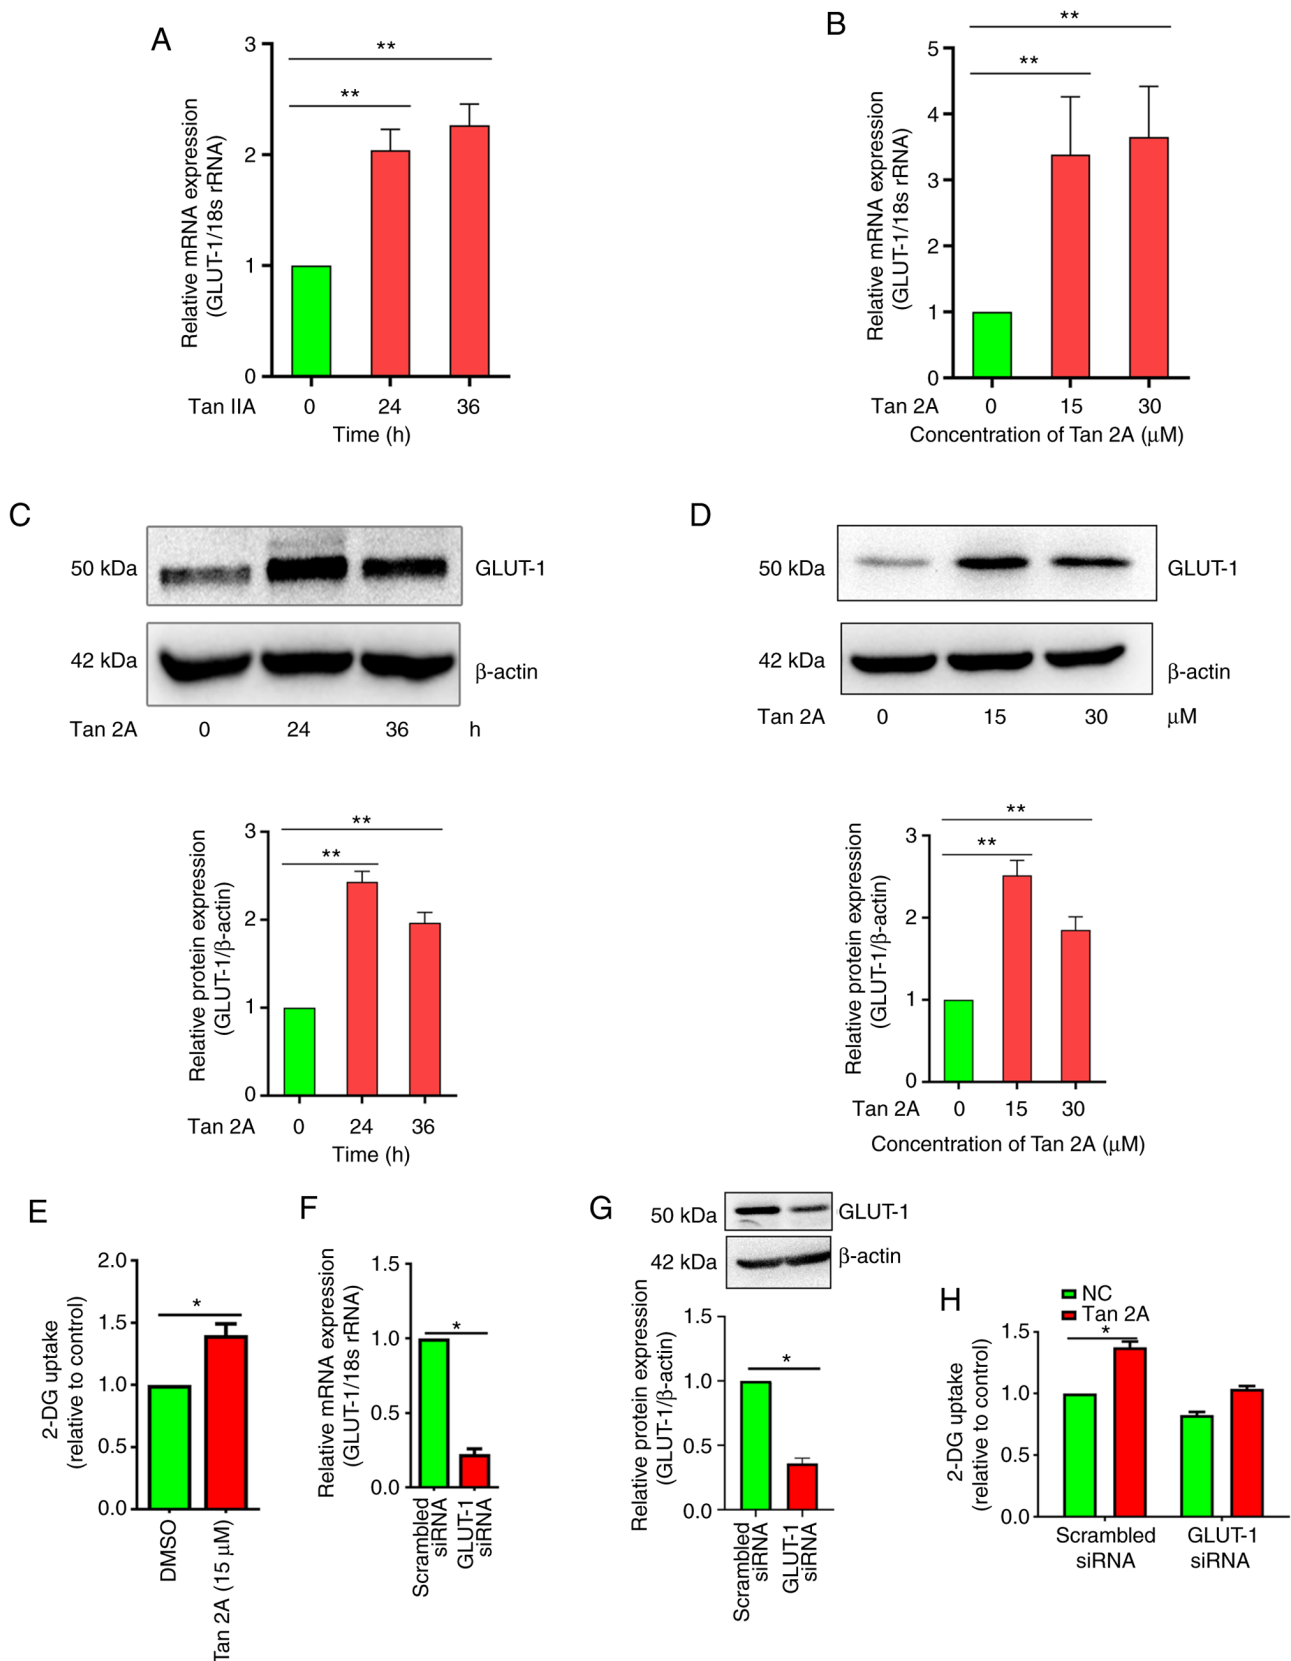 A
**
**
Relative mRNA expression
(GLUT-1/18s rRNA)
3
2
1
0
Tan IIA 0 24 36
Time (h)
B
**
**
Relative mRNA expression
(GLUT-1/18s rRNA)
5
4
3
2
1
0
Tan 2A 0 15 30
Concentration of Tan 2A (μM)
C
50 kDa GLUT-1
42 kDa β-actin
Tan 2A 0 24 36 h
**
**
Relative protein expression
(GLUT-1/β-actin)
3
2
1
0
Tan 2A 0 24 36
Time (h)
D
50 kDa GLUT-1
42 kDa β-actin
Tan 2A 0 15 30 μM
**
**
Relative protein expression
(GLUT-1/β-actin)
3
2
1
0
Tan 2A 0 15 30
Concentration of Tan 2A (μM)
E
*
2-DG uptake
(relative to control)
2.0
1.5
1.0
0.5
0.0
DMSO
Tan 2A (15 μM)
F
*
Relative mRNA expression
(GLUT-1/18s rRNA)
1.5
1.0
0.5
0.0
Scrambled
siRNA
GLUT-1
siRNA
G
50 kDa GLUT-1
42 kDa β-actin
*
Relative protein expression
(GLUT-1/β-actin)
1.5
1.0
0.5
0.0
Scrambled
siRNA
GLUT-1
siRNA
H
NC
Tan 2A
*
2-DG uptake
(relative to control)
1.5
1.0
0.5
0.0
Scrambled
siRNA
GLUT-1
siRNA